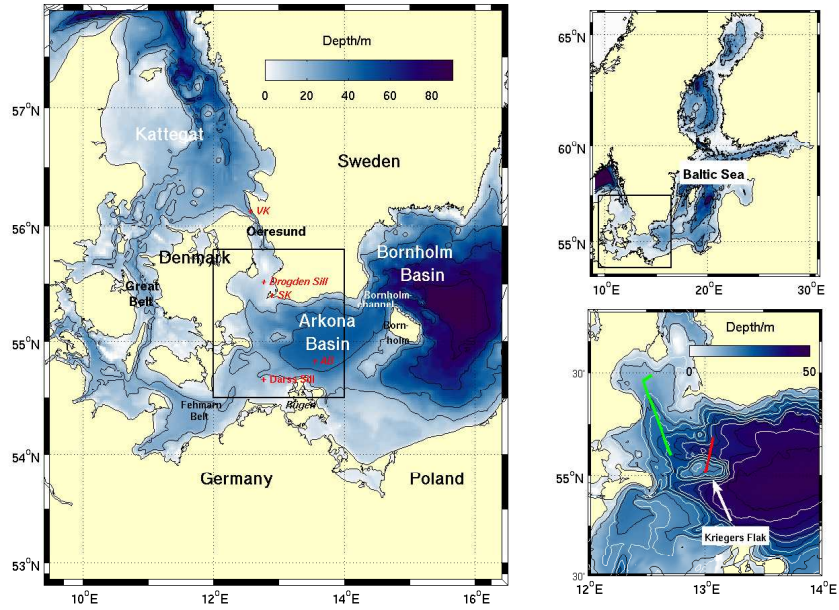 Depth/m
0 20 40 60 80
57°N
56°N
55°N
54°N
53°N
10°E 12°E 14°E 16°E
Kattegat
Sweden
+ VK
Oeresund
Denmark
Bornholm
Basin
+ Drogden Sill
+ SK
Great
Belt
Bornholm-
channel
Arkona
Basin
Born-
holm
+ AB
+ Darss Sill
Fehmarn
Belt
Rügen
Germany
Poland
65°N
60°N
55°N
10°E 20°E 30°E
Baltic Sea
Depth/m
0 50
30'
55°N
30'
12°E 13°E 14°E
Kriegers Flak